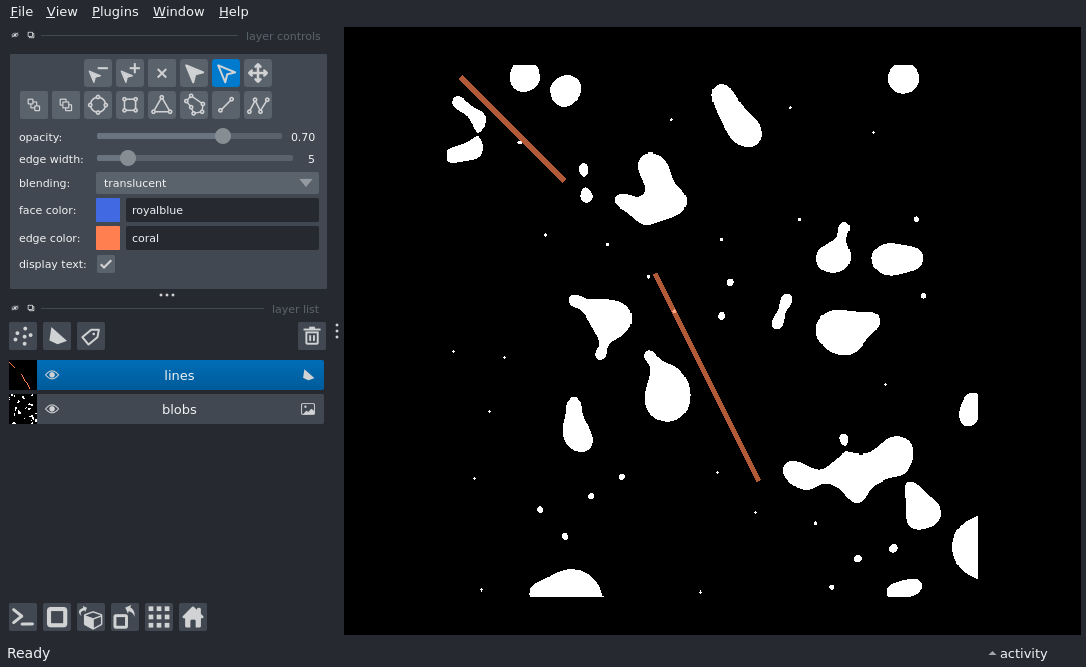 File View Plugins Window Help
layer controls
opacity: 0.70
edge width: 5
blending: translucent
face color: royalblue
edge color: coral
display text:
layer list
lines
blobs
Ready
activity